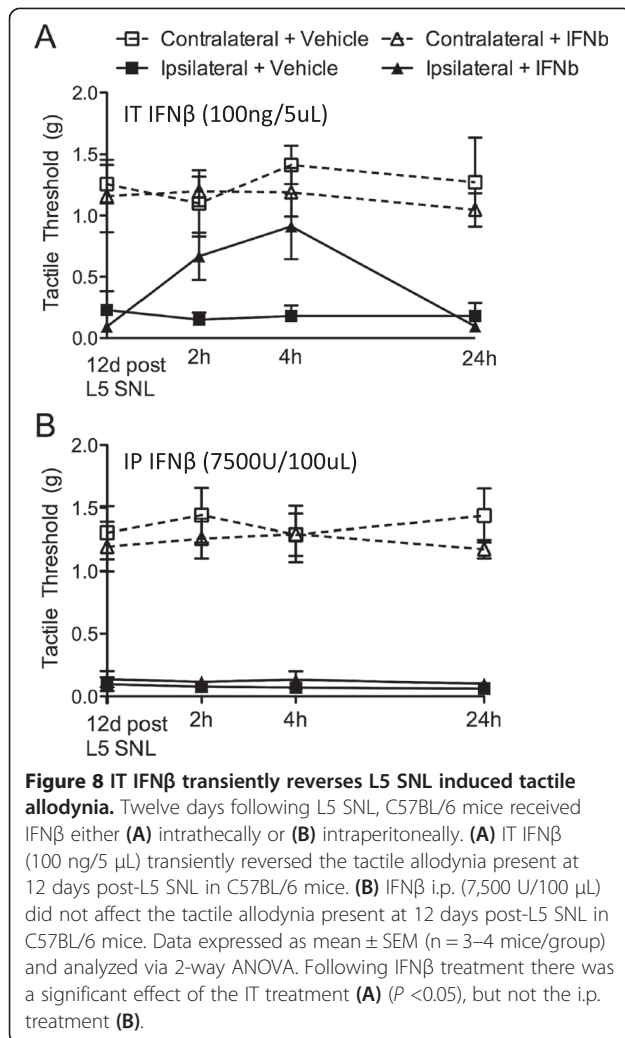 A
Contralateral + Vehicle Contralateral + IFNb
Ipsilateral + Vehicle Ipsilateral + IFNb
IT IFNβ (100ng/5uL)
Tactile Threshold (g)
2.0
1.5
1.0
0.5
0.0
12d post
L5 SNL
2h
4h
24h
B
IP IFNβ (7500U/100uL)
Tactile Threshold (g)
2.0
1.5
1.0
0.5
0.0
12d post
L5 SNL
2h
4h
24h
Figure 8 IT IFNβ transiently reverses L5 SNL induced tactile
allodynia. Twelve days following L5 SNL, C57BL/6 mice received
IFNβ either (A) intrathecally or (B) intraperitoneally. (A) IT IFNβ
(100 ng/5 μL) transiently reversed the tactile allodynia present at
12 days post-L5 SNL in C57BL/6 mice. (B) IFNβ i.p. (7,500 U/100 μL)
did not affect the tactile allodynia present at 12 days post-L5 SNL in
C57BL/6 mice. Data expressed as mean ± SEM (n = 3–4 mice/group)
and analyzed via 2-way ANOVA. Following IFNβ treatment there was
a significant effect of the IT treatment (A) (P <0.05), but not the i.p.
treatment (B).